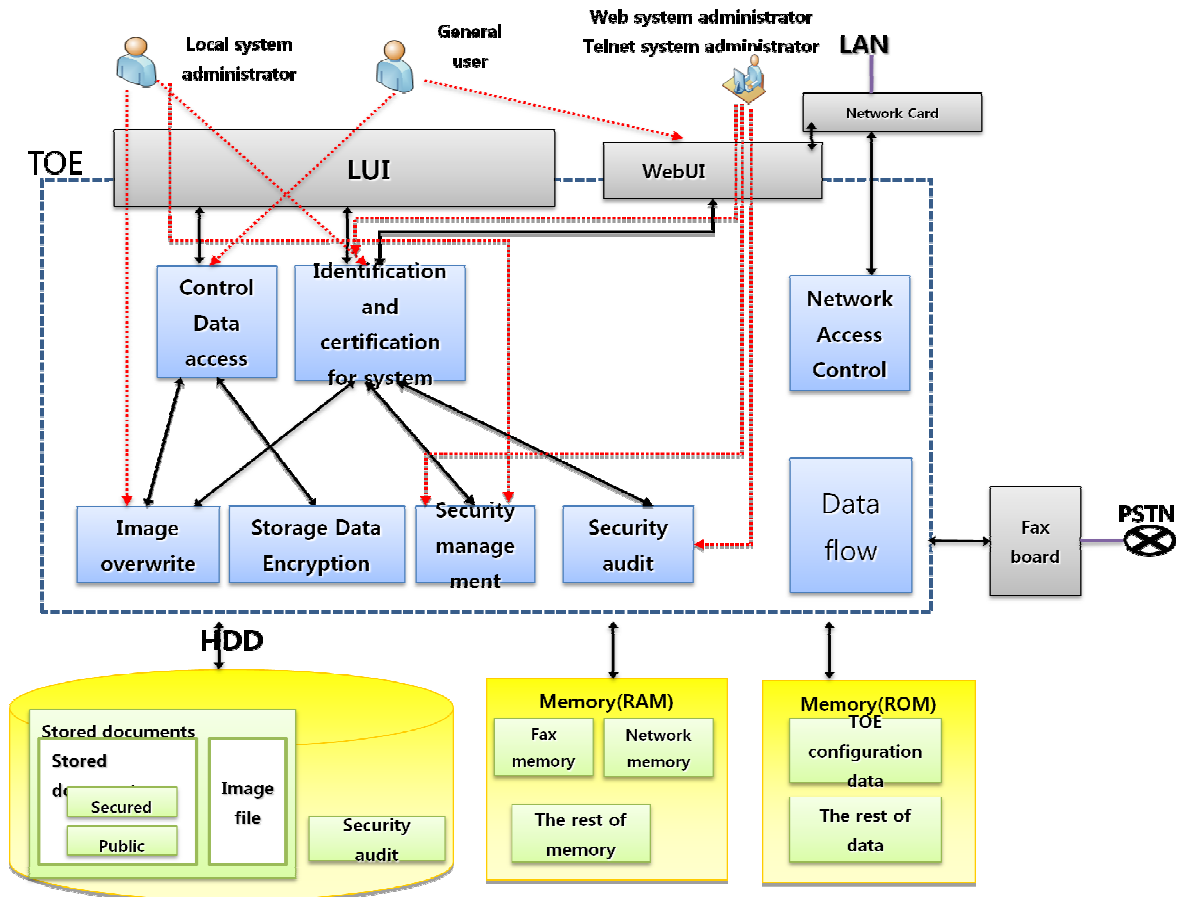 Local system
administrator
General
user
Web system administrator
Telnet system administrator
LAN
Network Card
TOE
LUI
WebUI
Control
Data
access
Identification
and
certification
for system
Network
Access
Control
Image
overwrite
Storage Data
Encryption
Security
manage
ment
Security
audit
Data
flow
Fax
board
PSTN
HDD
Stored documents
Stored
Secured
Public
Image
file
Security
audit
Memory(RAM)
Fax
memory
Network
memory
The rest of
memory
Memory(ROM)
TOE
configuration
data
The rest of
data